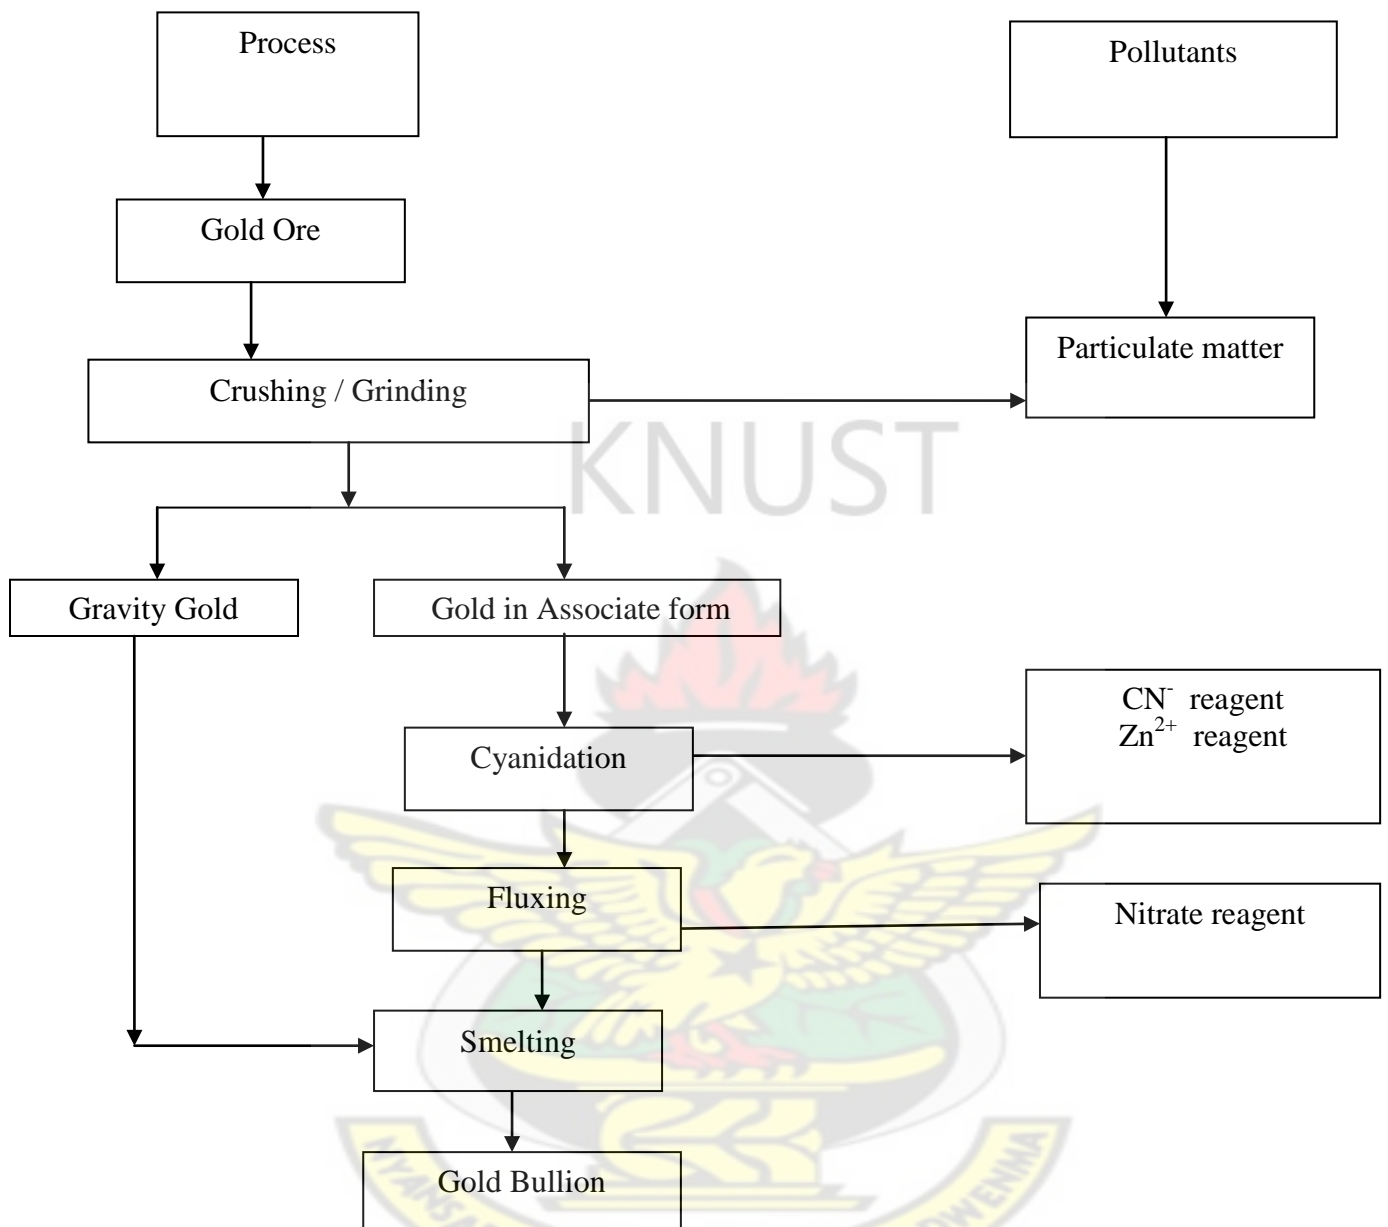 Process
Pollutants
Gold Ore
Particulate matter
Crushing / Grinding
KNUST
Gravity Gold
Gold in Associate form
CN⁻ reagent
Zn²⁺ reagent
Cyanidation
Fluxing
Nitrate reagent
Smelting
Gold Bullion